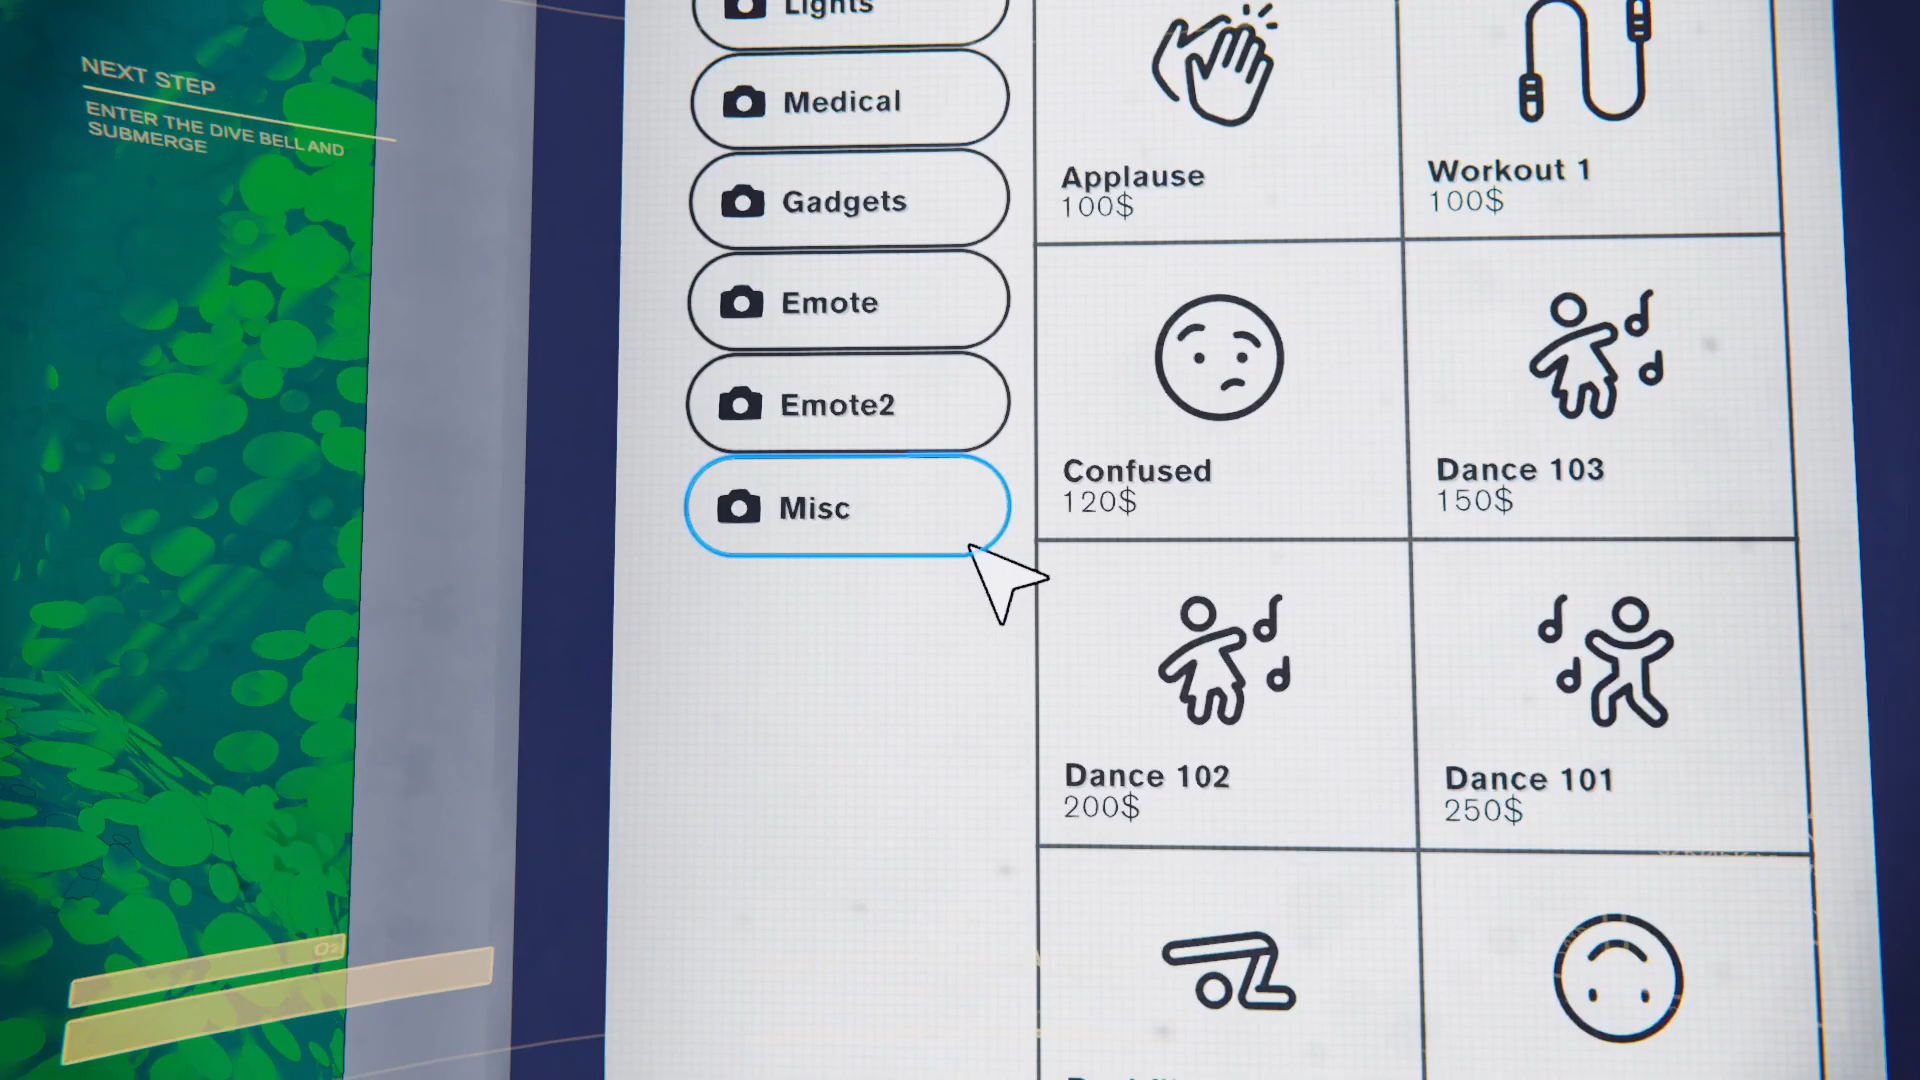 NEXT STEP
ENTER THE DIVE BELL AND
SUBMERGE
Lights
Medical
Gadgets
Emote
Emote2
Misc
Applause
100$
Workout 1
100$
Confused
120$
Dance 103
150$
Dance 102
200$
Dance 101
250$